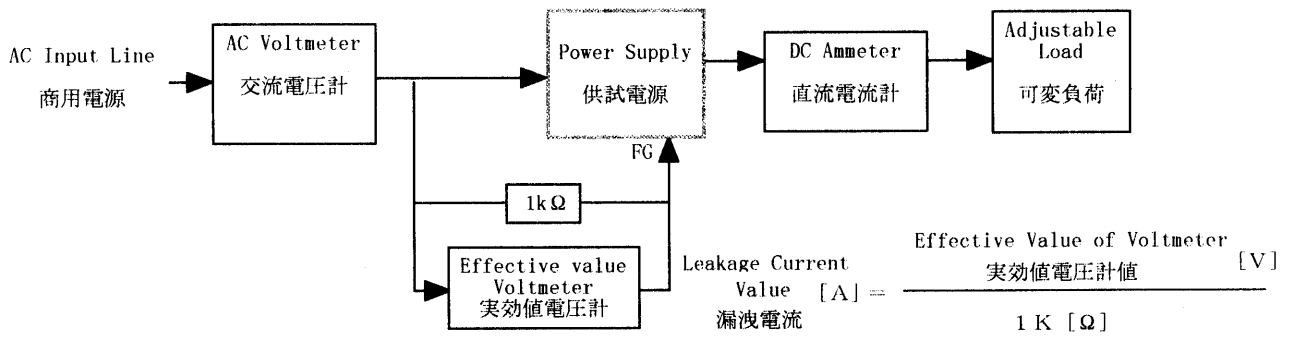 AC Input Line
商用電源
AC Voltmeter
交流電圧計
Power Supply
供試電源
DC Ammeter
直流電流計
Adjustable
Load
可変負荷
FG
1kΩ
Effective value
Voltmeter
実効値電圧計
Leakage Current
Value [A] =
漏洩電流
Effective Value of Voltmeter [V]
実効値電圧計値
1 K [Ω]